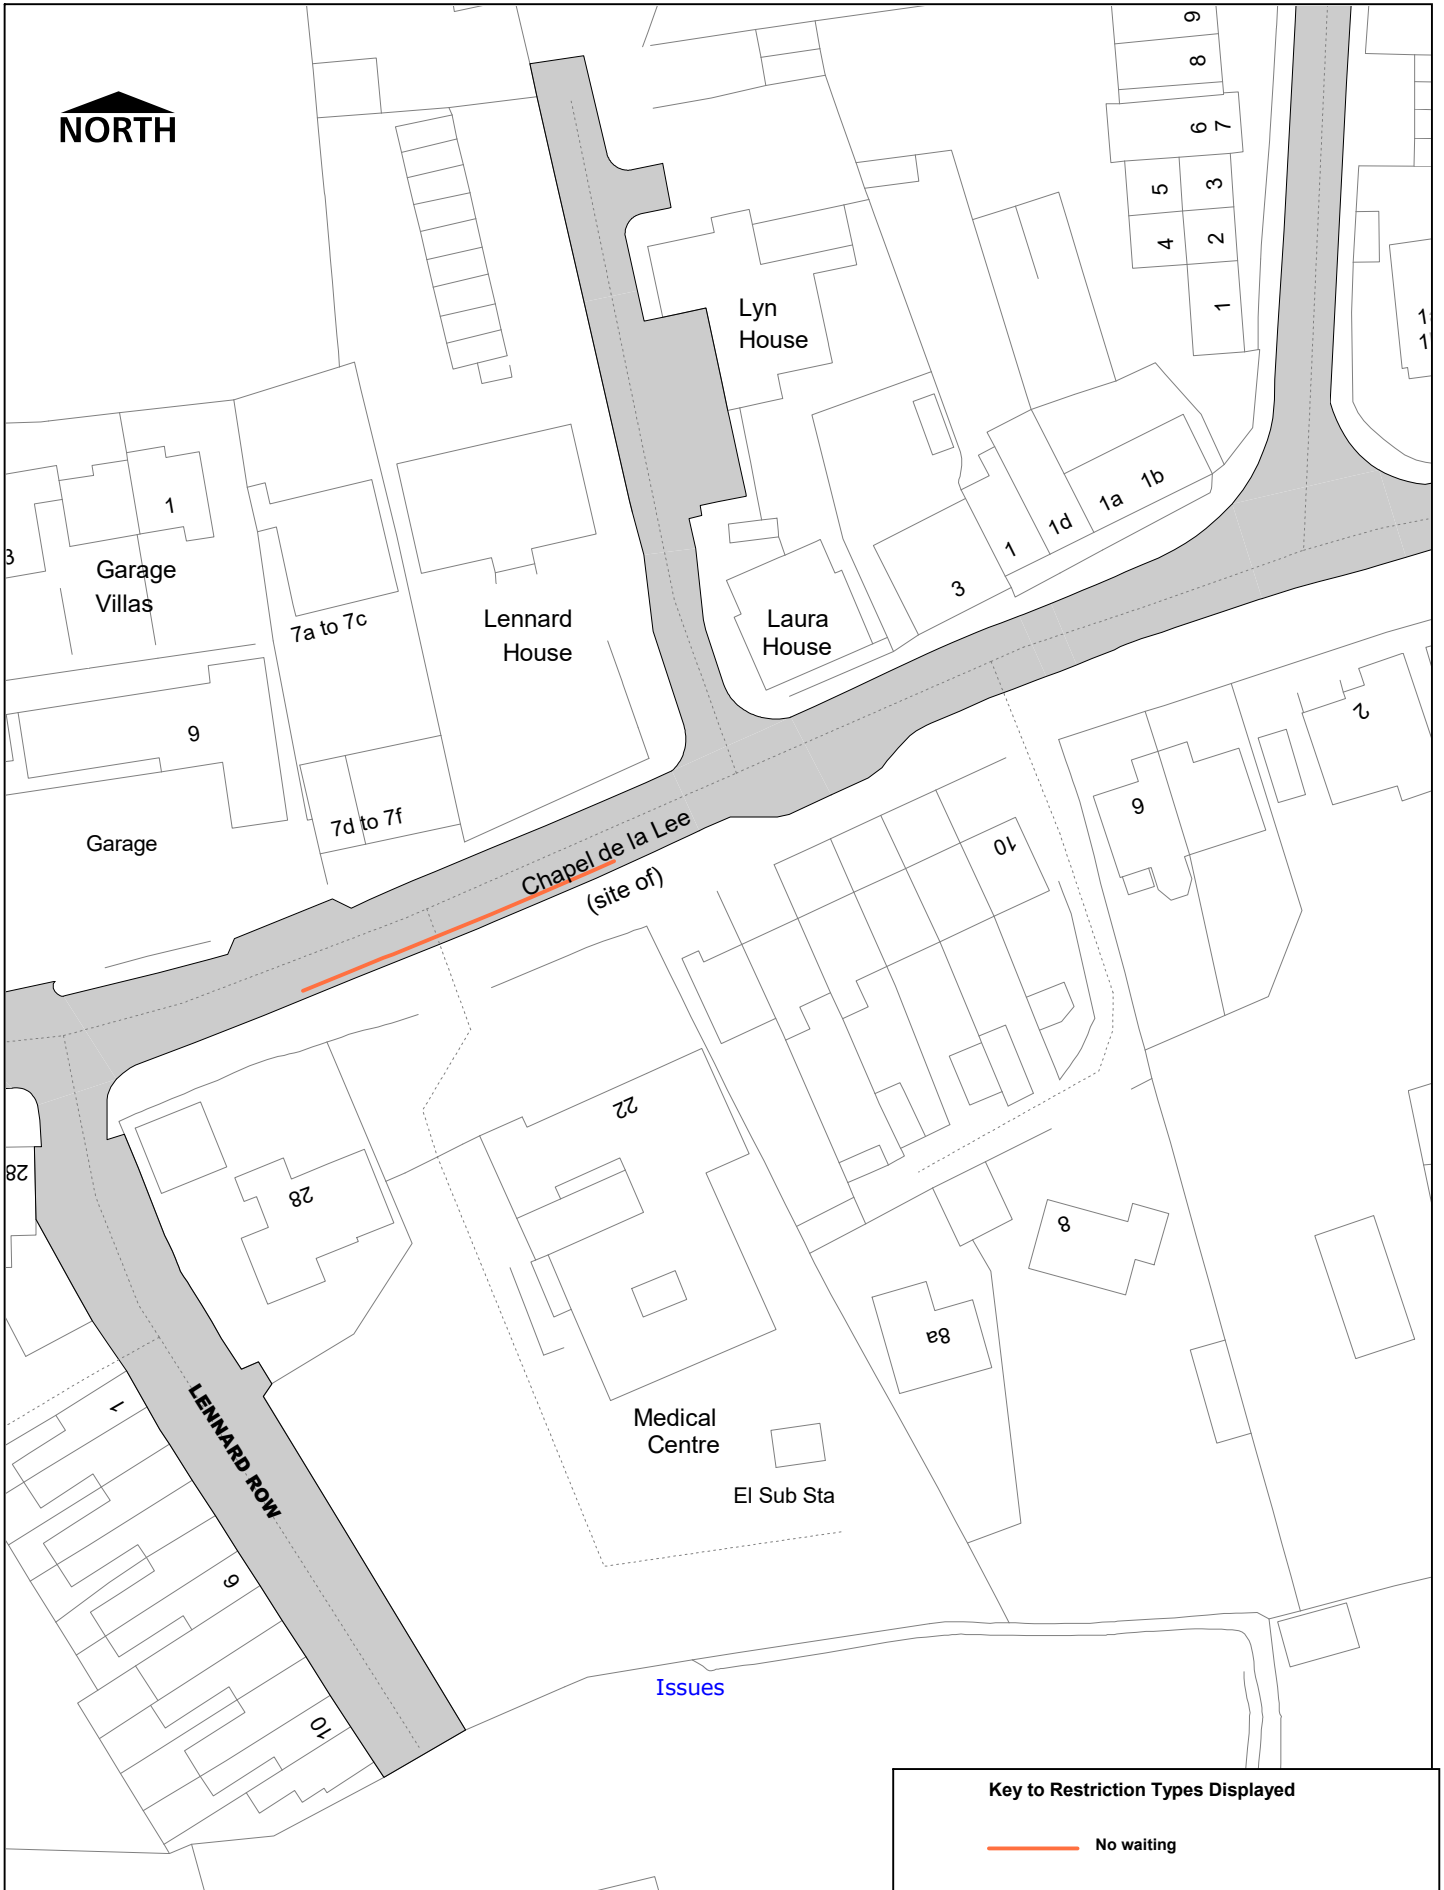 NORTH
9
8
6
7
5
3
4
2
1
Lyn
House
1
3
Garage
Villas
7a to 7c
Lennard
House
Laura
House
3
1
1d
1a
1b
2
9
Garage
7d to 7f
Chapel de la Lee
(site of)
10
6
22
28
28
8
8a
Medical
Centre
El Sub Sta
1
LENNARD ROW
6
10
Issues
Key to Restriction Types Displayed
No waiting